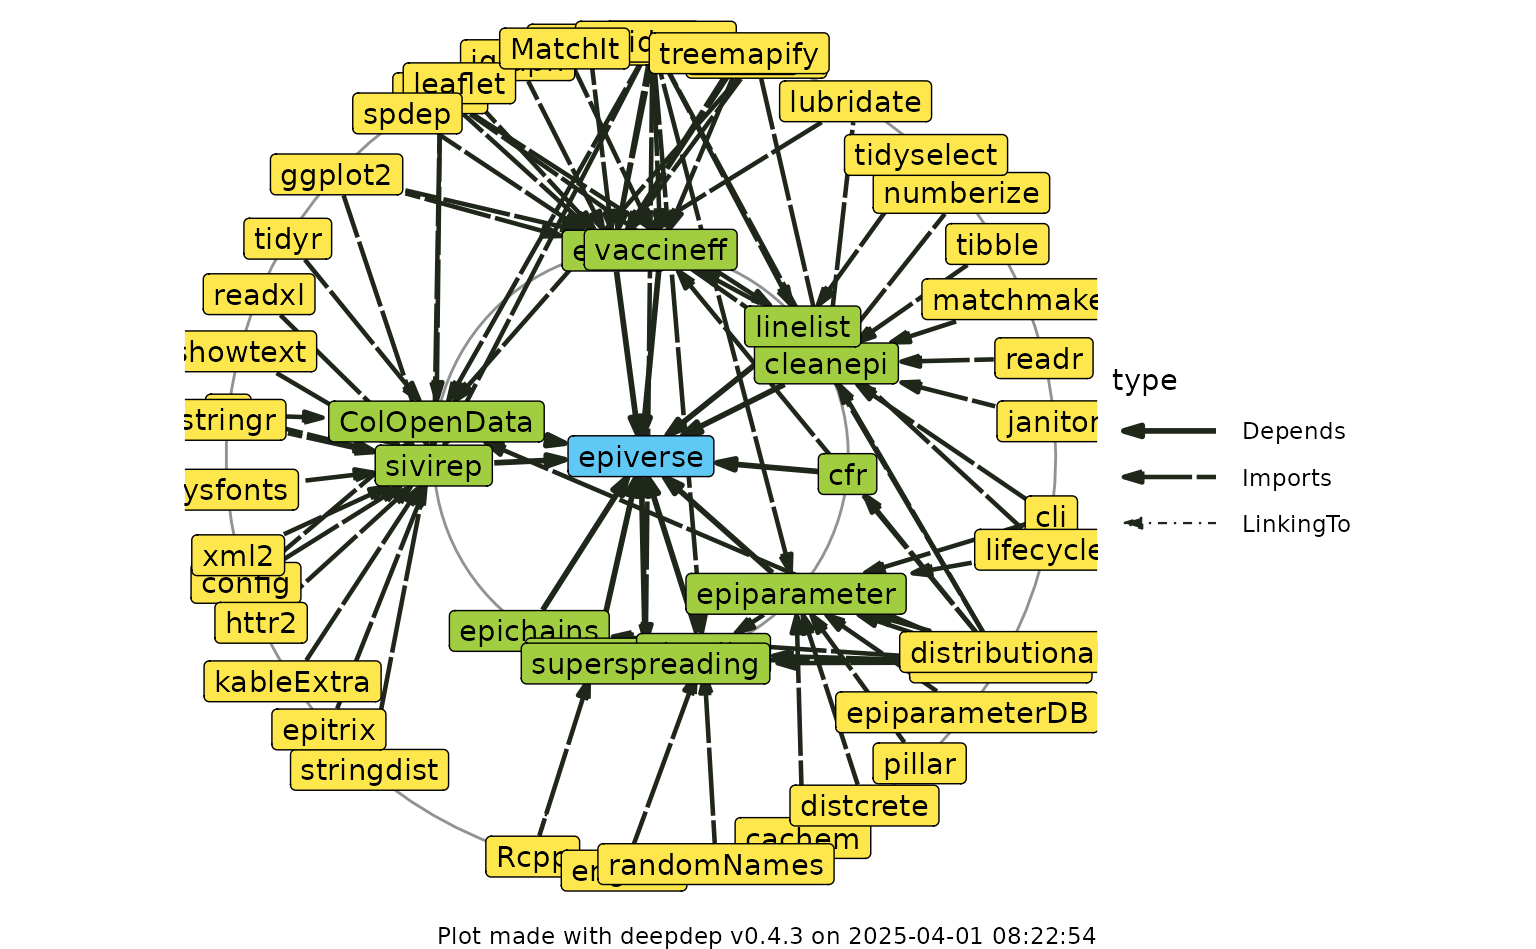 MatchIt
treemapify
leaflet
lubridate
spdep
tidyselect
ggplot2
numberize
tidyr
vaccineff
tibble
readxl
matchmake
linelist
showtext
readr
cleanepi
stringr
ColOpenData
janitor
sivirep
epiverse
cfr
ysfonts
cli
xml2
lifecycle
config
epiparameter
httr2
epichains
distributiona
superspreading
kableExtra
epiparameterDB
epitrix
pillar
stringdist
distcrete
cachem
Rcpp
randomNames
type
Depends
Imports
LinkingTo
Plot made with deepdep v0.4.3 on 2025-04-01 08:22:54